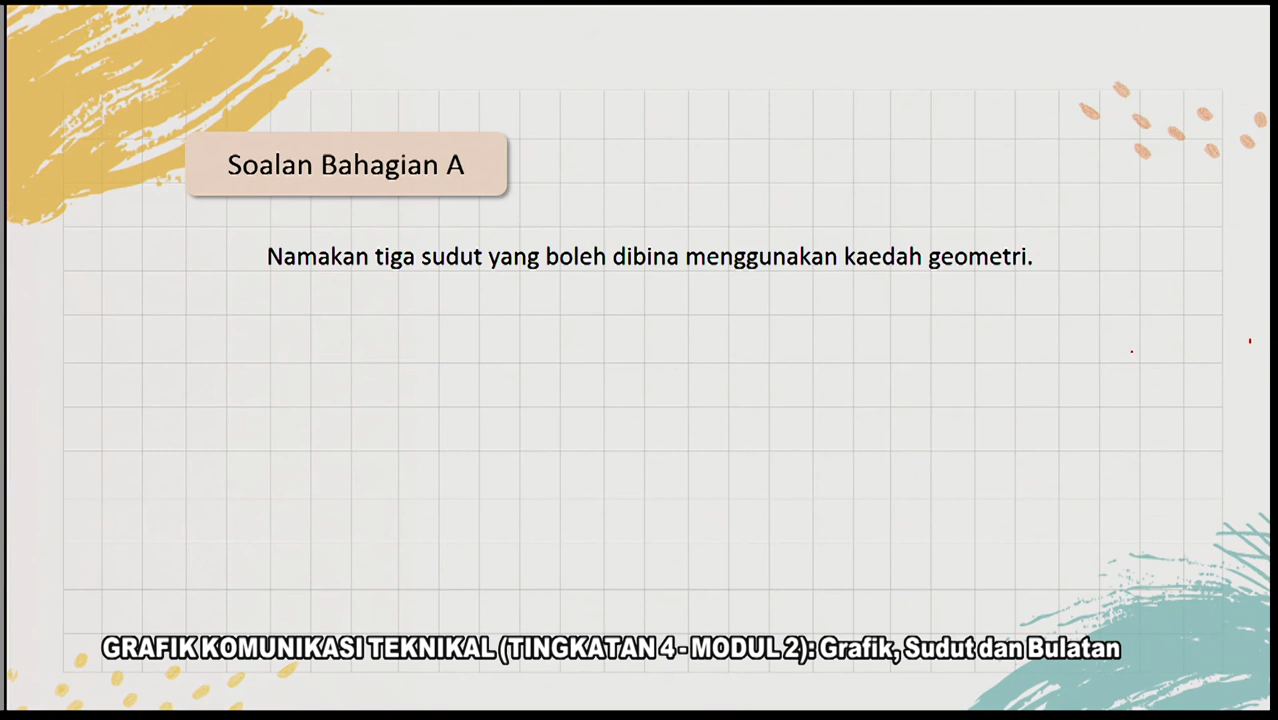 Soalan Bahagian A
Namakan tiga sudut yang boleh dibina menggunakan kaedah geometri.
GRAFIK KOMUNIKASI TEKNIKAL (TINGKATAN 4 - MODUL 2): Grafik, Sudut dan Bulatan